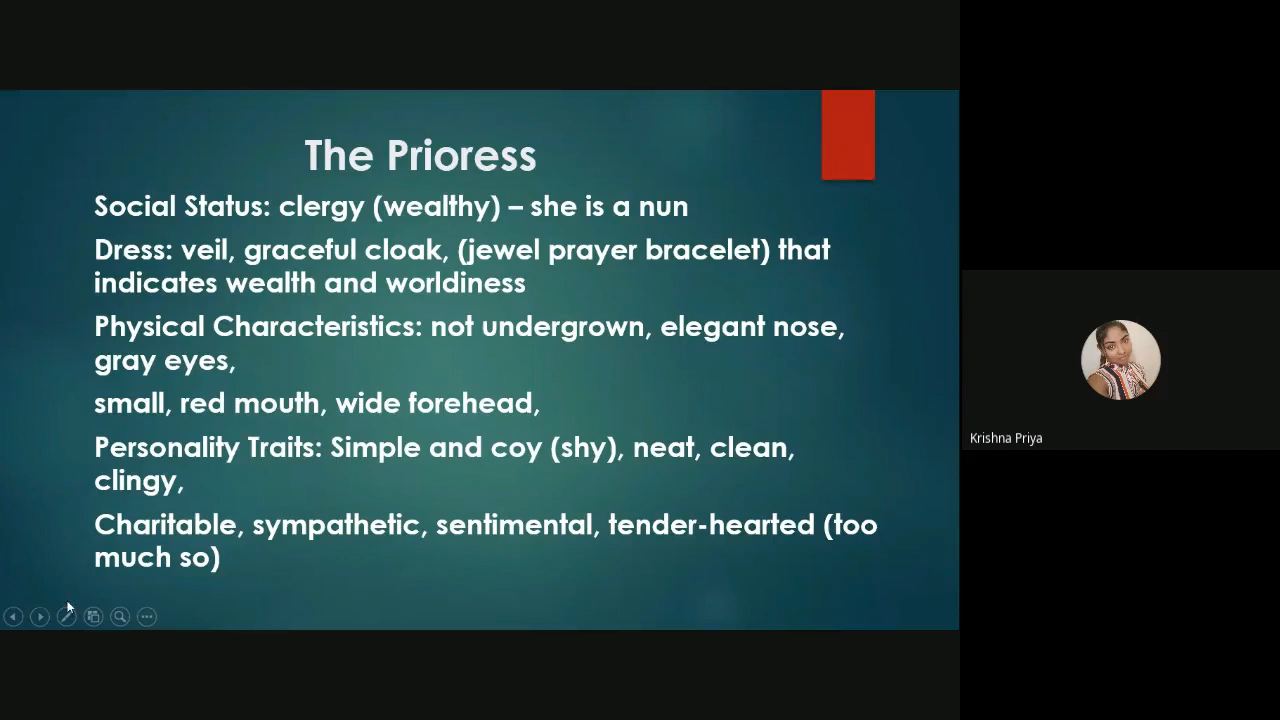 The Prioress
Social Status: clergy (wealthy) – she is a nun
Dress: veil, graceful cloak, (jewel prayer bracelet) that
indicates wealth and worldiness
Physical Characteristics: not undergrown, elegant nose,
gray eyes,
small, red mouth, wide forehead,
Personality Traits: Simple and coy (shy), neat, clean,
clingy,
Charitable, sympathetic, sentimental, tender-hearted (too
much so)
Krishna Priya